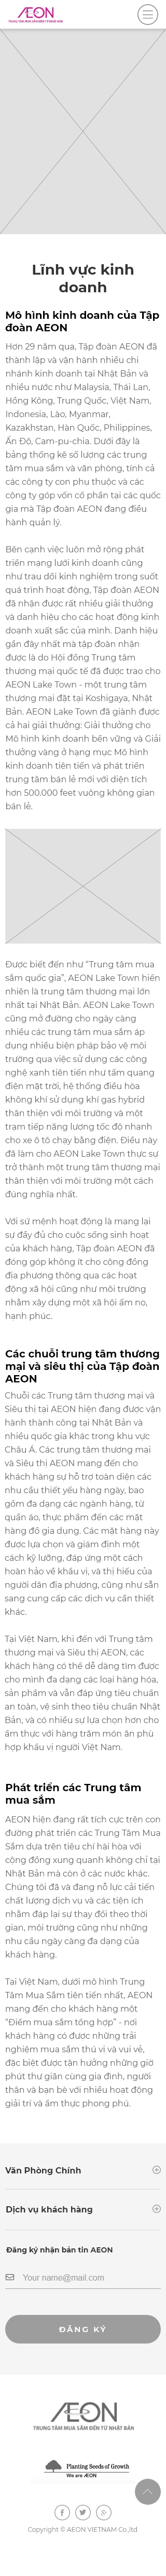 ÆON
TRUNG TÂM MUA SẮM ĐẾN TỪ NHẬT BẢN
Lĩnh vực kinh
doanh
Mô hình kinh doanh của Tập
đoàn AEON
Hơn 29 năm qua, Tập đoàn AEON đã
thành lập và vận hành nhiều chi
nhánh kinh doanh tại Nhật Bản và
nhiều nước như Malaysia, Thái Lan,
Hồng Kông, Trung Quốc, Việt Nam,
Indonesia, Lào, Myanmar,
Kazakhstan, Hàn Quốc, Philippines,
Ấn Độ, Cam-pu-chia. Dưới đây là
bảng thống kê số lượng các trung
tâm mua sắm và văn phòng, tính cả
các công ty con phụ thuộc và các
công ty góp vốn cổ phần tại các quốc
gia mà Tập đoàn AEON đang điều
hành quản lý.
Bên cạnh việc luôn mở rộng phát
triển mạng lưới kinh doanh cũng
như trau dồi kinh nghiệm trong suốt
quá trình hoạt động, Tập đoàn AEON
đã nhận được rất nhiều giải thưởng
và danh hiệu cho các hoạt động kinh
doanh xuất sắc của mình. Danh hiệu
gần đây nhất mà tập đoàn nhận
được là do Hội đồng Trung tâm
thương mại quốc tế đã được trao cho
AEON Lake Town - một trung tâm
thương mại đặt tại Koshigaya, Nhật
Bản. AEON Lake Town đã giành được
cả hai giải thưởng: Giải thưởng cho
Mô hình kinh doanh bền vững và Giải
thưởng vàng ở hạng mục Mô hình
kinh doanh tiên tiến và phát triển
trung tâm bán lẻ mới với diện tích
hơn 500,000 feet vuông không gian
bán lẻ.
Được biết đến như “Trung tâm mua
sắm quốc gia”, AEON Lake Town hiển
nhiên là trung tâm thương mại lớn
nhất tại Nhật Bản. AEON Lake Town
cũng mở đường cho ngày càng
nhiều các trung tâm mua sắm áp
dụng nhiều biện pháp bảo vệ môi
trường qua việc sử dụng các công
nghệ xanh tiên tiến như tấm quang
điện mặt trời, hệ thống điều hòa
không khí sử dụng khí gas hybrid
thân thiện với môi trường và một
trạm tiếp năng lượng tốc độ nhanh
cho xe ô tô chạy bằng điện. Điều này
đã làm cho AEON Lake Town thực sự
trở thành một trung tâm thương mại
thân thiện với môi trường một cách
đúng nghĩa nhất.
Với sứ mệnh hoạt động là mang lại
sự đầy đủ cho cuộc sống sinh hoạt
của khách hàng, Tập đoàn AEON đã
đóng góp không ít cho cộng đồng
địa phương thông qua các hoạt
động xã hội cũng như môi trường
nhằm xây dựng một xã hội ấm no,
hạnh phúc.
Các chuỗi trung tâm thương
mại và siêu thị của Tập đoàn
AEON
Chuỗi các Trung tâm thương mại và
Siêu thị tại AEON hiện đang được vận
hành thành công tại Nhật Bản và
nhiều quốc gia khác trong khu vực
Châu Á. Các trung tâm thương mại
và Siêu thị AEON mang đến cho
khách hàng sự hỗ trợ toàn diện các
nhu cầu thiết yếu hàng ngày, bao
gồm đa dạng các ngành hàng, từ
quần áo, thực phẩm đến các mặt
hàng đồ gia dụng. Các mặt hàng này
được lựa chọn và giám định một
cách kỹ lưỡng, đáp ứng một cách
hoàn hảo về khẩu vị, và thị hiếu của
người dân địa phương, cũng như sẵn
sang cung cấp các dịch vụ cần thiết
khác.
Tại Việt Nam, khi đến với Trung tâm
thương mại và Siêu thị AEON, các
khách hàng có thể dễ dàng tìm được
cho mình đa dạng các loại hàng hóa,
sản phẩm và vẫn đáp ứng tiêu chuẩn
an toàn, vệ sinh theo tiêu chuẩn Nhật
Bản, và có nhiều sự lựa chọn hơn cho
ẩm thực với hàng trăm món ăn phù
hợp khẩu vị người Việt Nam.
Phát triển các Trung tâm
mua sắm
AEON hiện đang rất tích cực trên con
đường phát triển các Trung Tâm Mua
Sắm dựa trên tiêu chí hài hòa với
cộng đồng xung quanh không chỉ tại
Nhật Bản mà còn ở các nước khác.
Chúng tôi đã và đang nỗ lực cải tiến
chất lượng dịch vụ và các tiện ích
nhằm đáp lại sự thay đổi theo thời
gian, môi trường cũng như những
nhu cầu ngày càng đa dạng của
khách hàng.
Tại Việt Nam, dưới mô hình Trung
Tâm Mua Sắm tiên tiến nhất, AEON
mang đến cho khách hàng một
“Điểm mua sắm tổng hợp” - nơi
khách hàng có được những trải
nghiệm mua sắm thú vị và vui vẻ,
đặc biệt được tận hưởng những giờ
phút thư giãn cùng gia đình, người
thân và bạn bè với nhiều hoạt động
giải trí và ẩm thực phong phú.
Văn Phòng Chính
Dịch vụ khách hàng
Đăng ký nhận bản tin AEON
Your name@mail.com
ĐĂNG KÝ
ÆON
TRUNG TÂM MUA SẮM ĐẾN TỪ NHẬT BẢN
Planting Seeds of Growth
We are ÆON
Copyright © AEON VIETNAM Co.,ltd